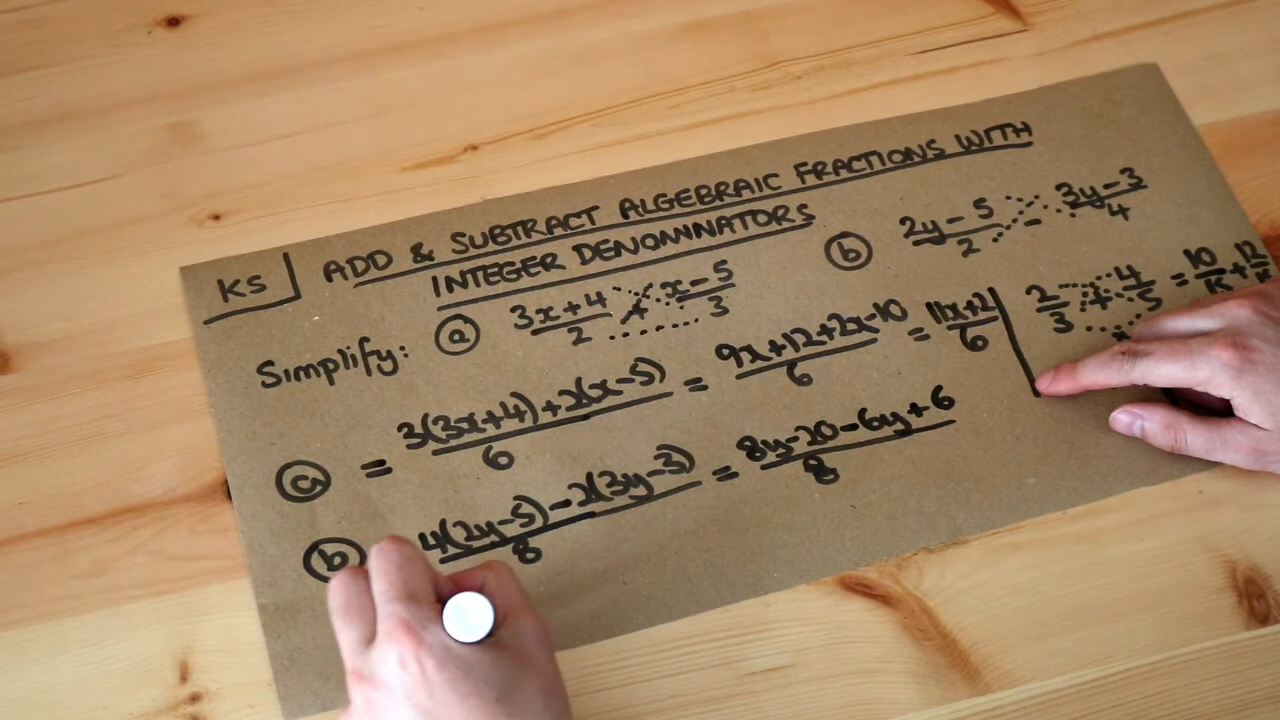 KS ADD & SUBTRACT ALGEBRAIC FRACTIONS WITH
INTEGER DENOMINATORS
Simplify: (a) (3x+4)/2 + (x-5)/3
(b) (2y-5)/2 - (3y-3)/4
2/3 + 4/5 = 10/15 + 12/
(a) = (3(3x+4)+2(x-5))/6 = (9x+12+2x-10)/6 = (11x+2)/6
(b) (4(2y-5)-2(3y-3))/8 = (8y-20-6y+6)/8